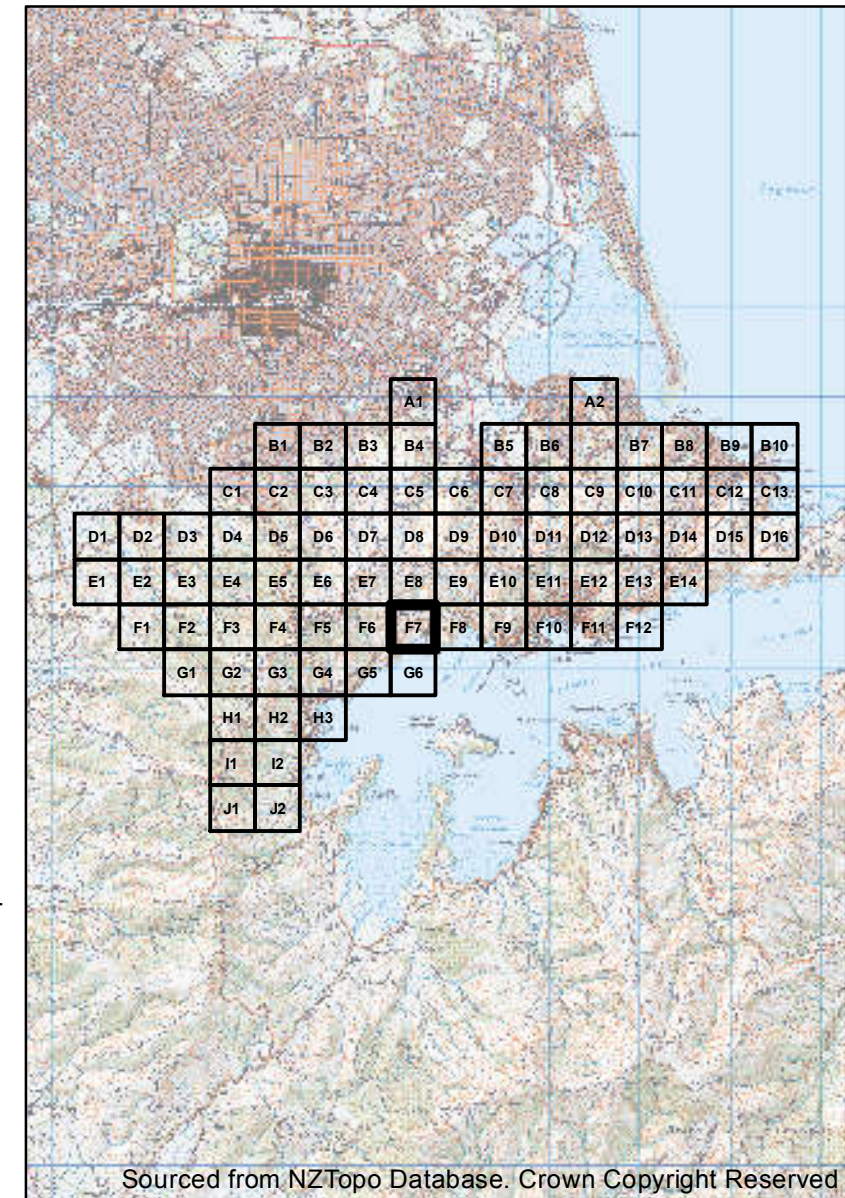 A1 A2
B1 B2 B3 B4 B5 B6 B7 B8 B9 B10
C1 C2 C3 C4 C5 C6 C7 C8 C9 C10 C11 C12 C13
D1 D2 D3 D4 D5 D6 D7 D8 D9 D10 D11 D12 D13 D14 D15 D16
E1 E2 E3 E4 E5 E6 E7 E8 E9 E10 E11 E12 E13 E14
F1 F2 F3 F4 F5 F6 F7 F8 F9 F10 F11 F12
G1 G2 G3 G4 G5 G6
H1 H2 H3
I1 I2
J1 J2
Sourced from NZTopo Database. Crown Copyright Reserved